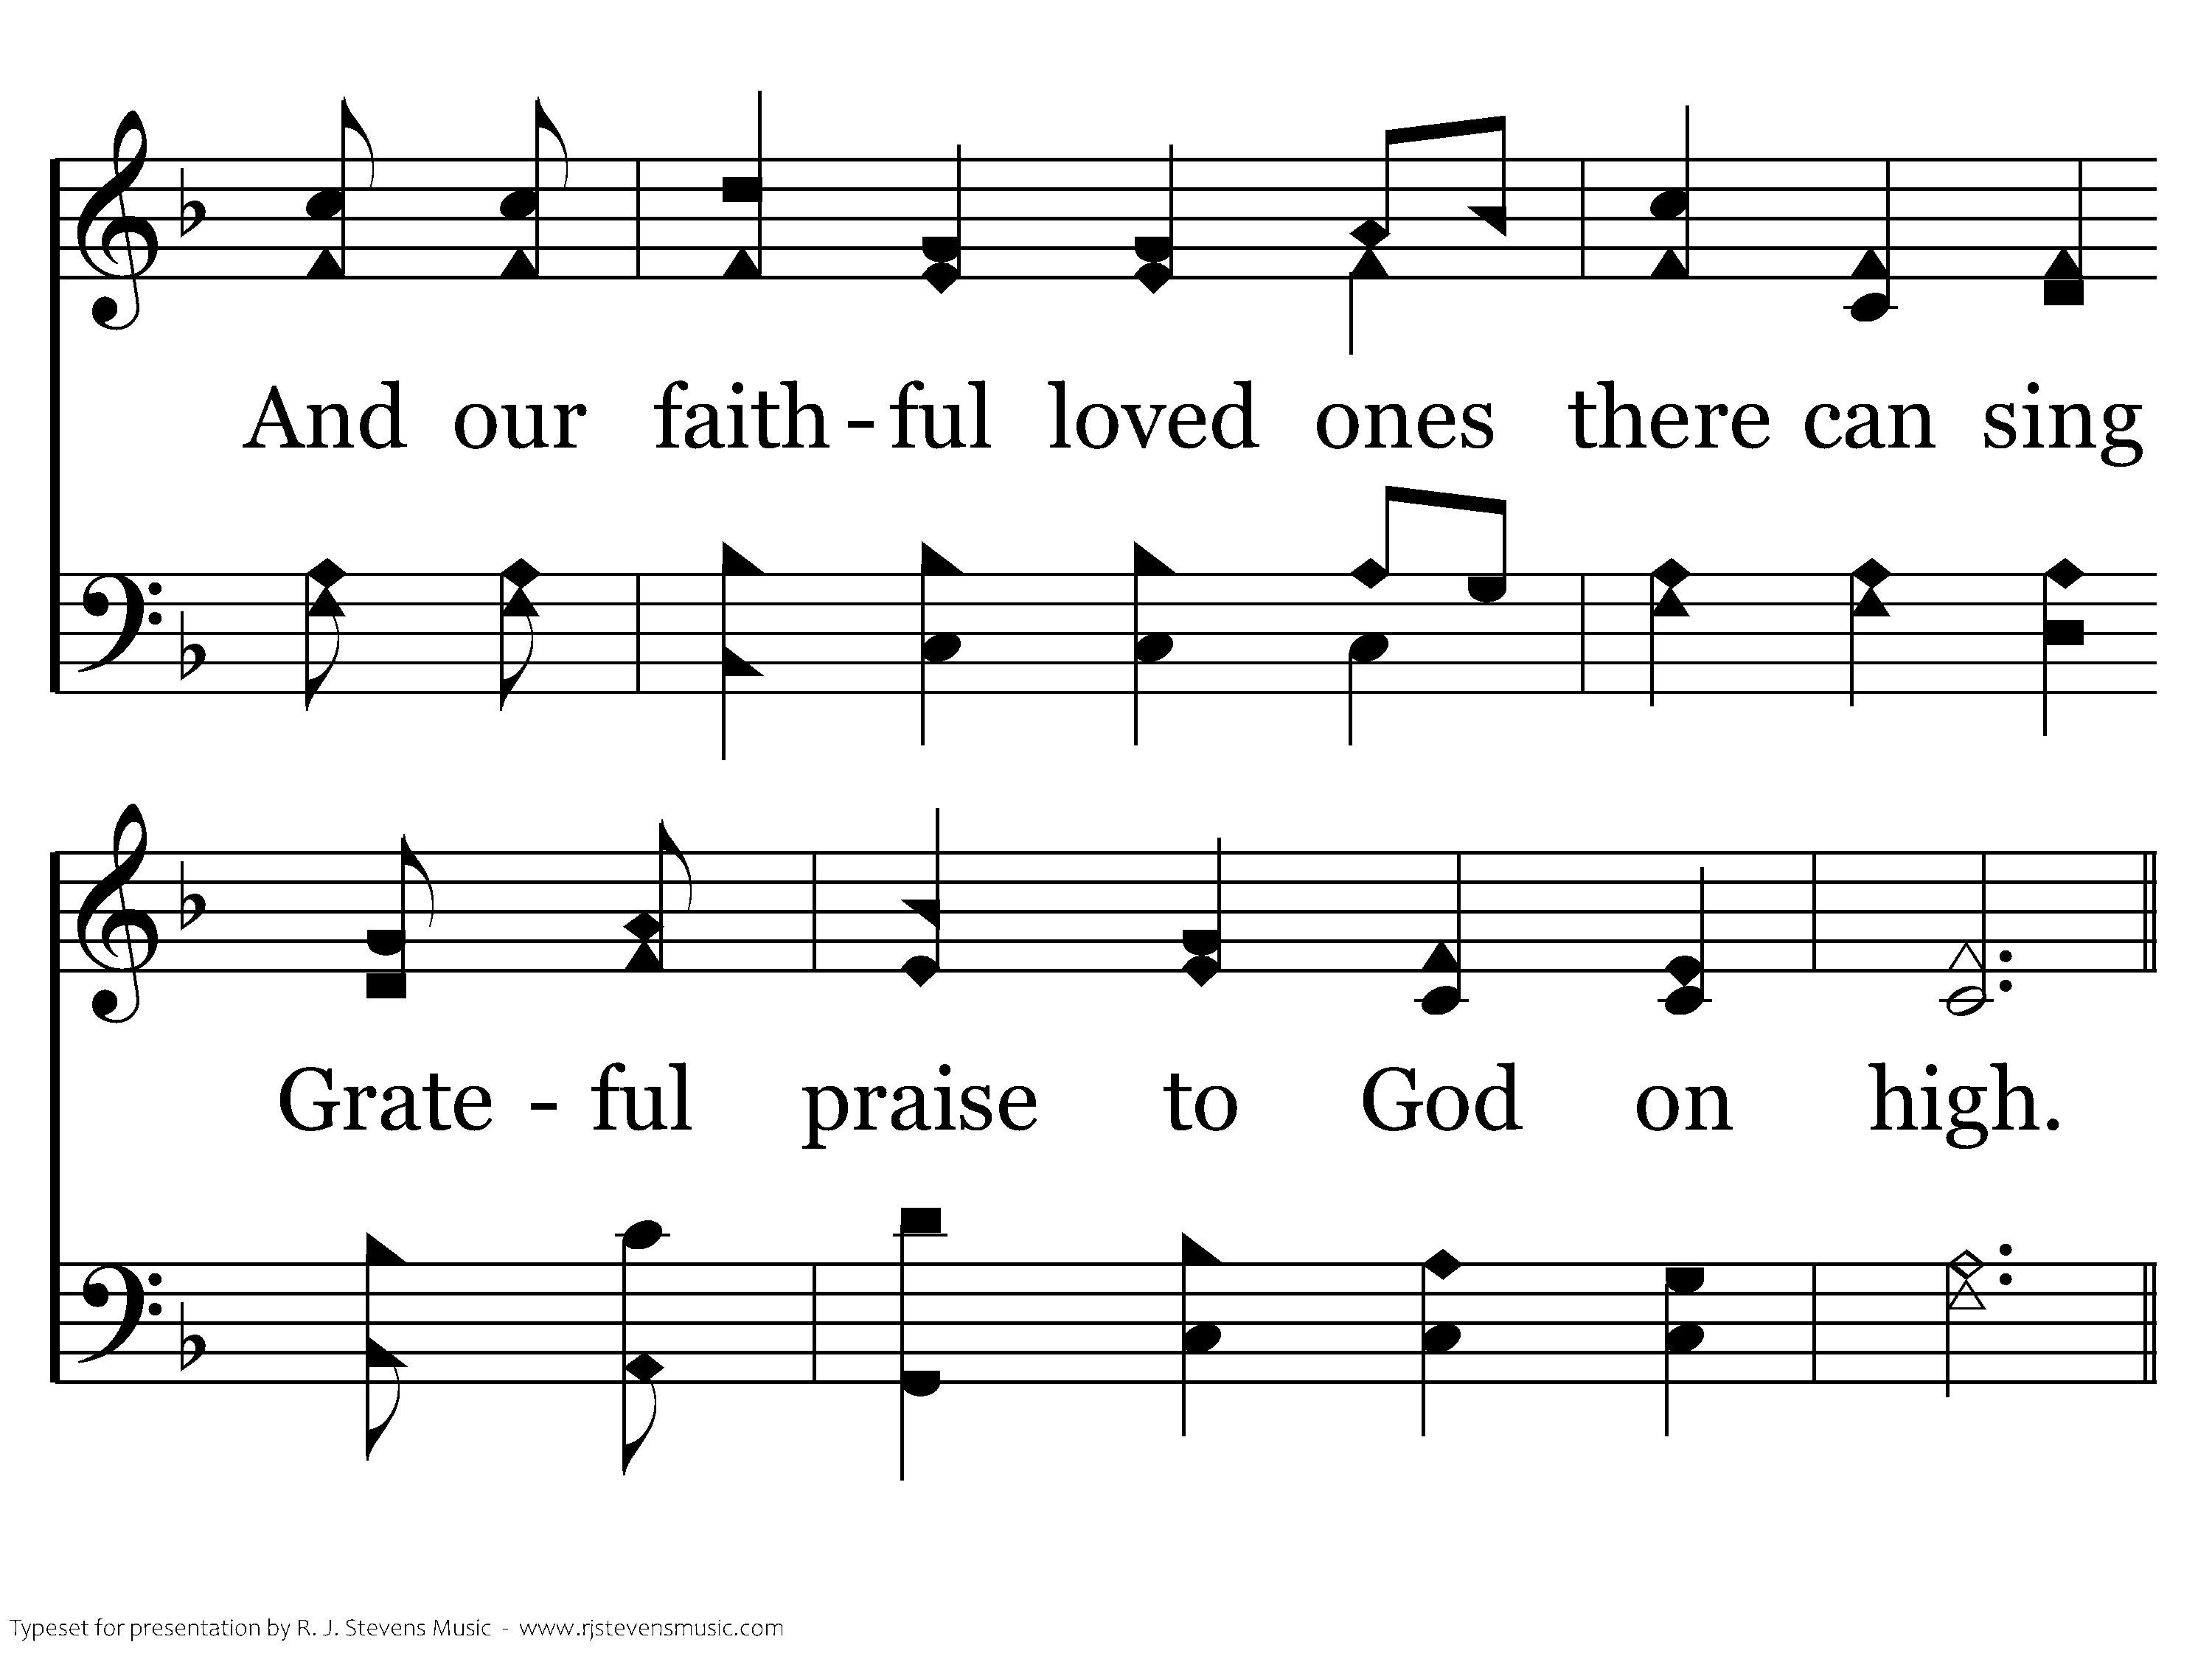 And our faith - ful loved ones there can sing
Grate - ful praise to God on high.
Typeset for presentation by R. J. Stevens Music - www.rjstevensmusic.com